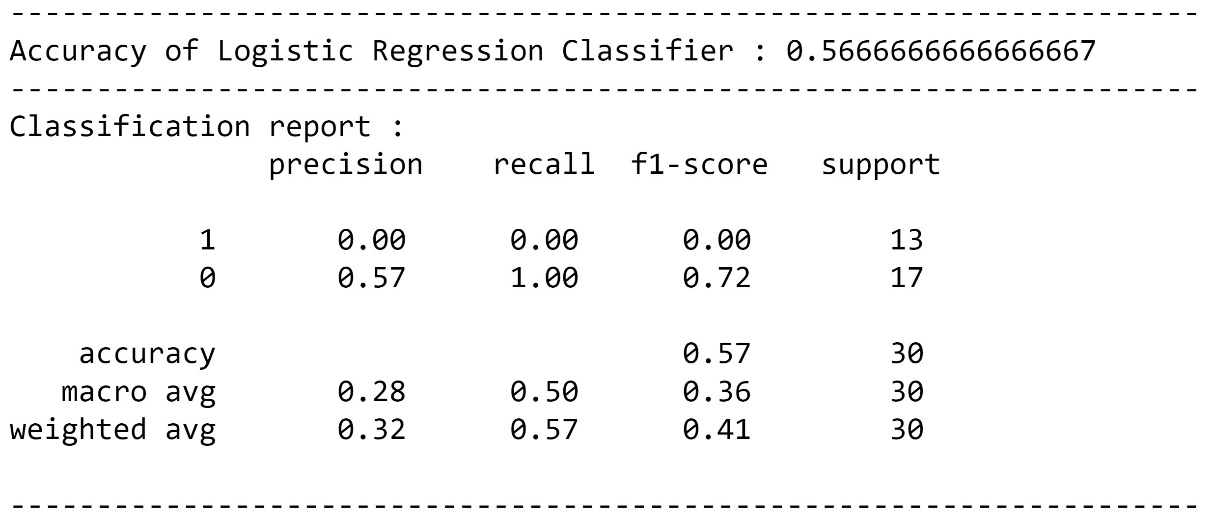 ----------------------------------------------------------------------
Accuracy of Logistic Regression Classifier : 0.5666666666666667
----------------------------------------------------------------------
Classification report :
               precision    recall  f1-score   support

           1       0.00      0.00      0.00        13
           0       0.57      1.00      0.72        17

    accuracy                           0.57        30
   macro avg       0.28      0.50      0.36        30
weighted avg       0.32      0.57      0.41        30

----------------------------------------------------------------------